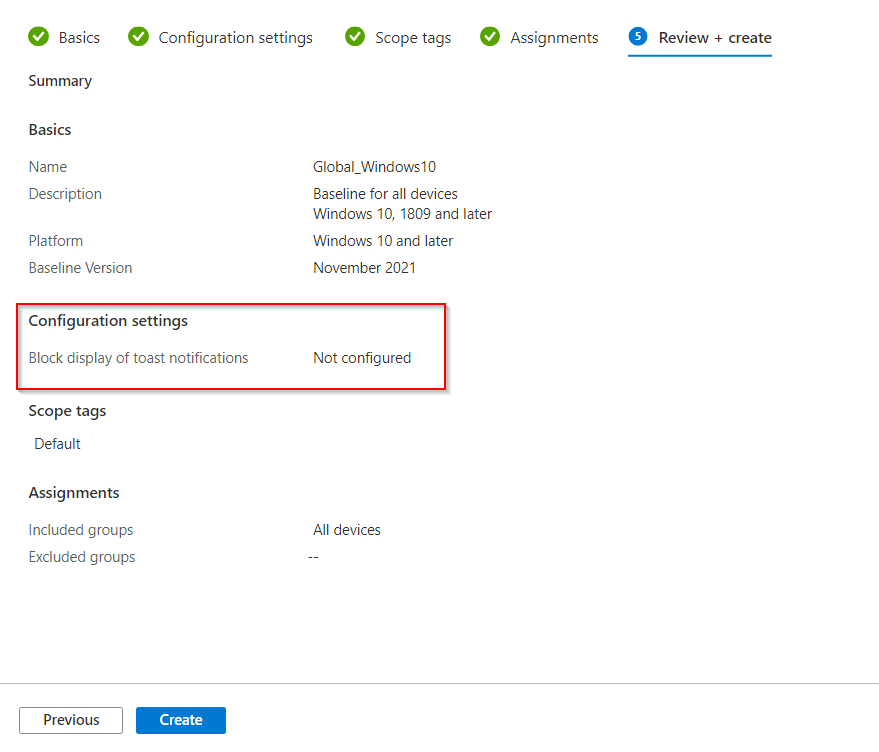 Basics Configuration settings Scope tags Assignments 5 Review + create
Summary
Basics
Name Global_Windows10
Description Baseline for all devices
Windows 10, 1809 and later
Platform Windows 10 and later
Baseline Version November 2021
Configuration settings
Block display of toast notifications Not configured
Scope tags
Default
Assignments
Included groups All devices
Excluded groups --
Previous Create